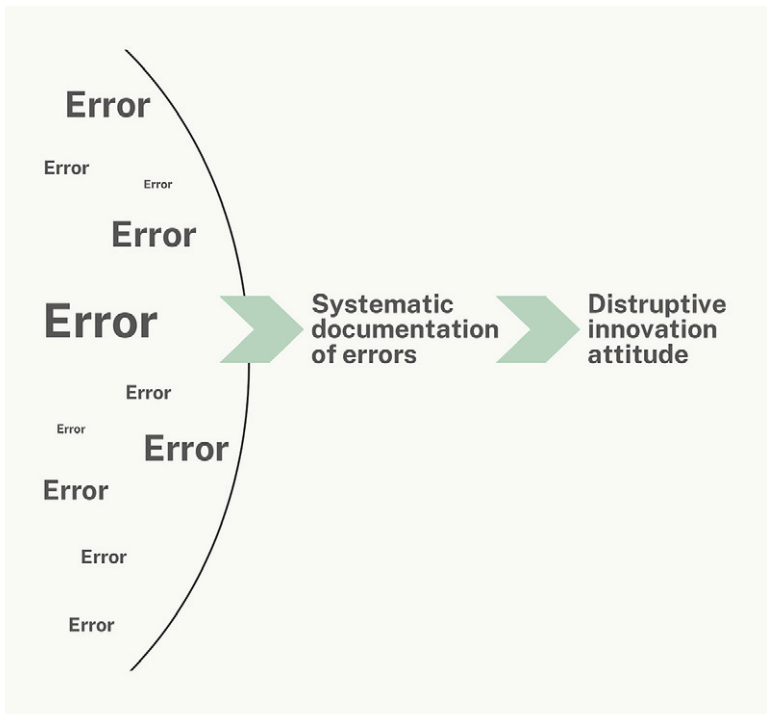 Error
Error
Error
Error
Error
Error
Error
Error
Error
Error
Error
Systematic
documentation
of errors
Distruptive
innovation
attitude